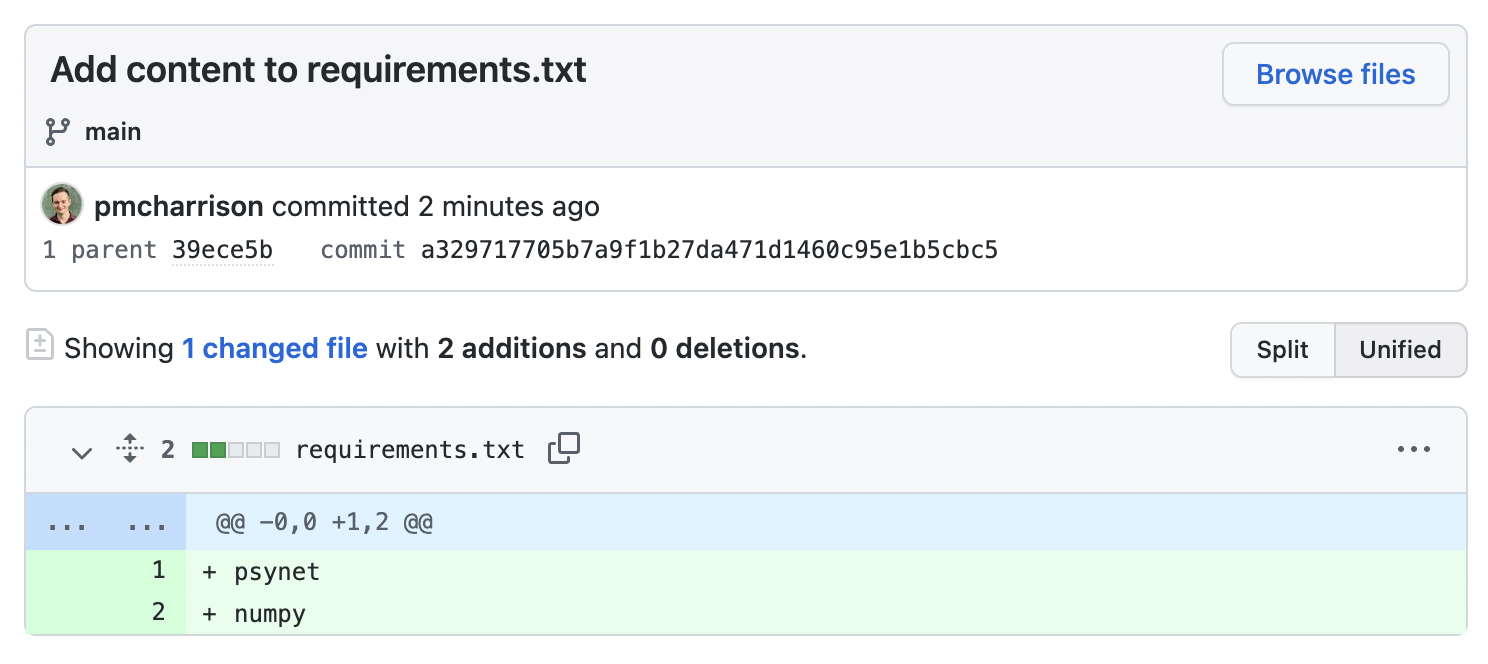 Add content to requirements.txt
Browse files
main
pmcharrison committed 2 minutes ago
1 parent 39ece5b commit a329717705b7a9f1b27da471d1460c95e1b5cbc5
Showing 1 changed file with 2 additions and 0 deletions.
Split Unified
2 requirements.txt ...
... ... @@ -0,0 +1,2 @@
1 + psynet
2 + numpy